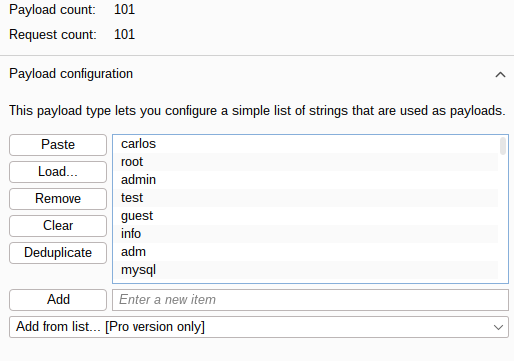 Payload count: 101
Request count: 101
Payload configuration
This payload type lets you configure a simple list of strings that are used as payloads.
Paste
Load...
Remove
Clear
Deduplicate
carlos
root
admin
test
guest
info
adm
mysql
Add
Enter a new item
Add from list... [Pro version only]